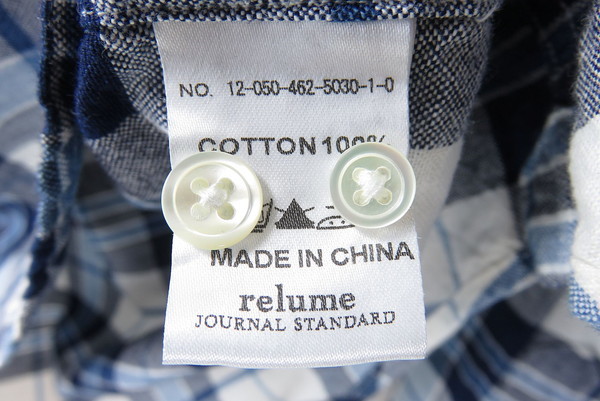 NO. 12-050-462-5030-1-0
COTTON 100%
MADE IN CHINA
relume
JOURNAL STANDARD